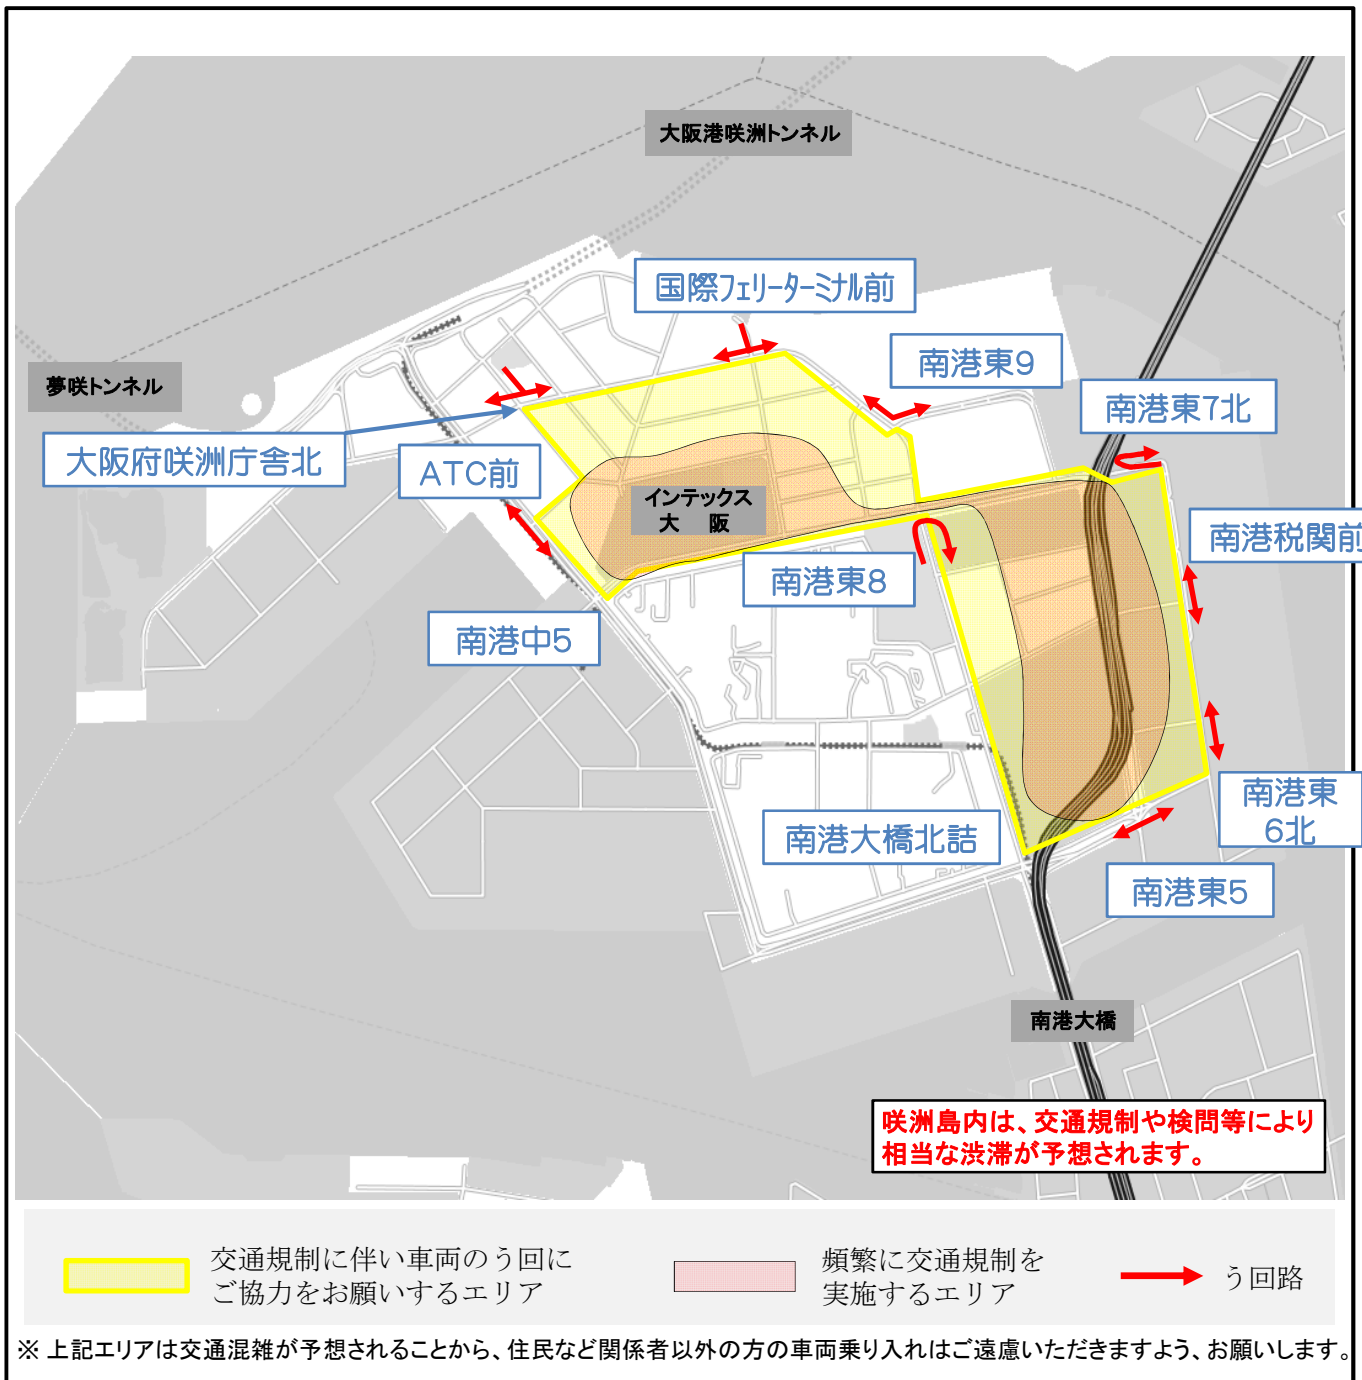 大阪港咲洲トンネル
国際フェリーターミナル前
南港東9
夢咲トンネル
南港東7北
大阪府咲洲庁舎北
ATC前
インテックス
大　阪
南港税関前
南港東8
南港中5
南港東
6北
南港大橋北詰
南港東5
南港大橋
咲洲島内は、交通規制や検問等により
相当な渋滞が予想されます。
交通規制に伴い車両のう回に
ご協力をお願いするエリア
頻繁に交通規制を
実施するエリア
う回路
※ 上記エリアは交通混雑が予想されることから、住民など関係者以外の方の車両乗り入れはご遠慮いただきますよう、お願いします。